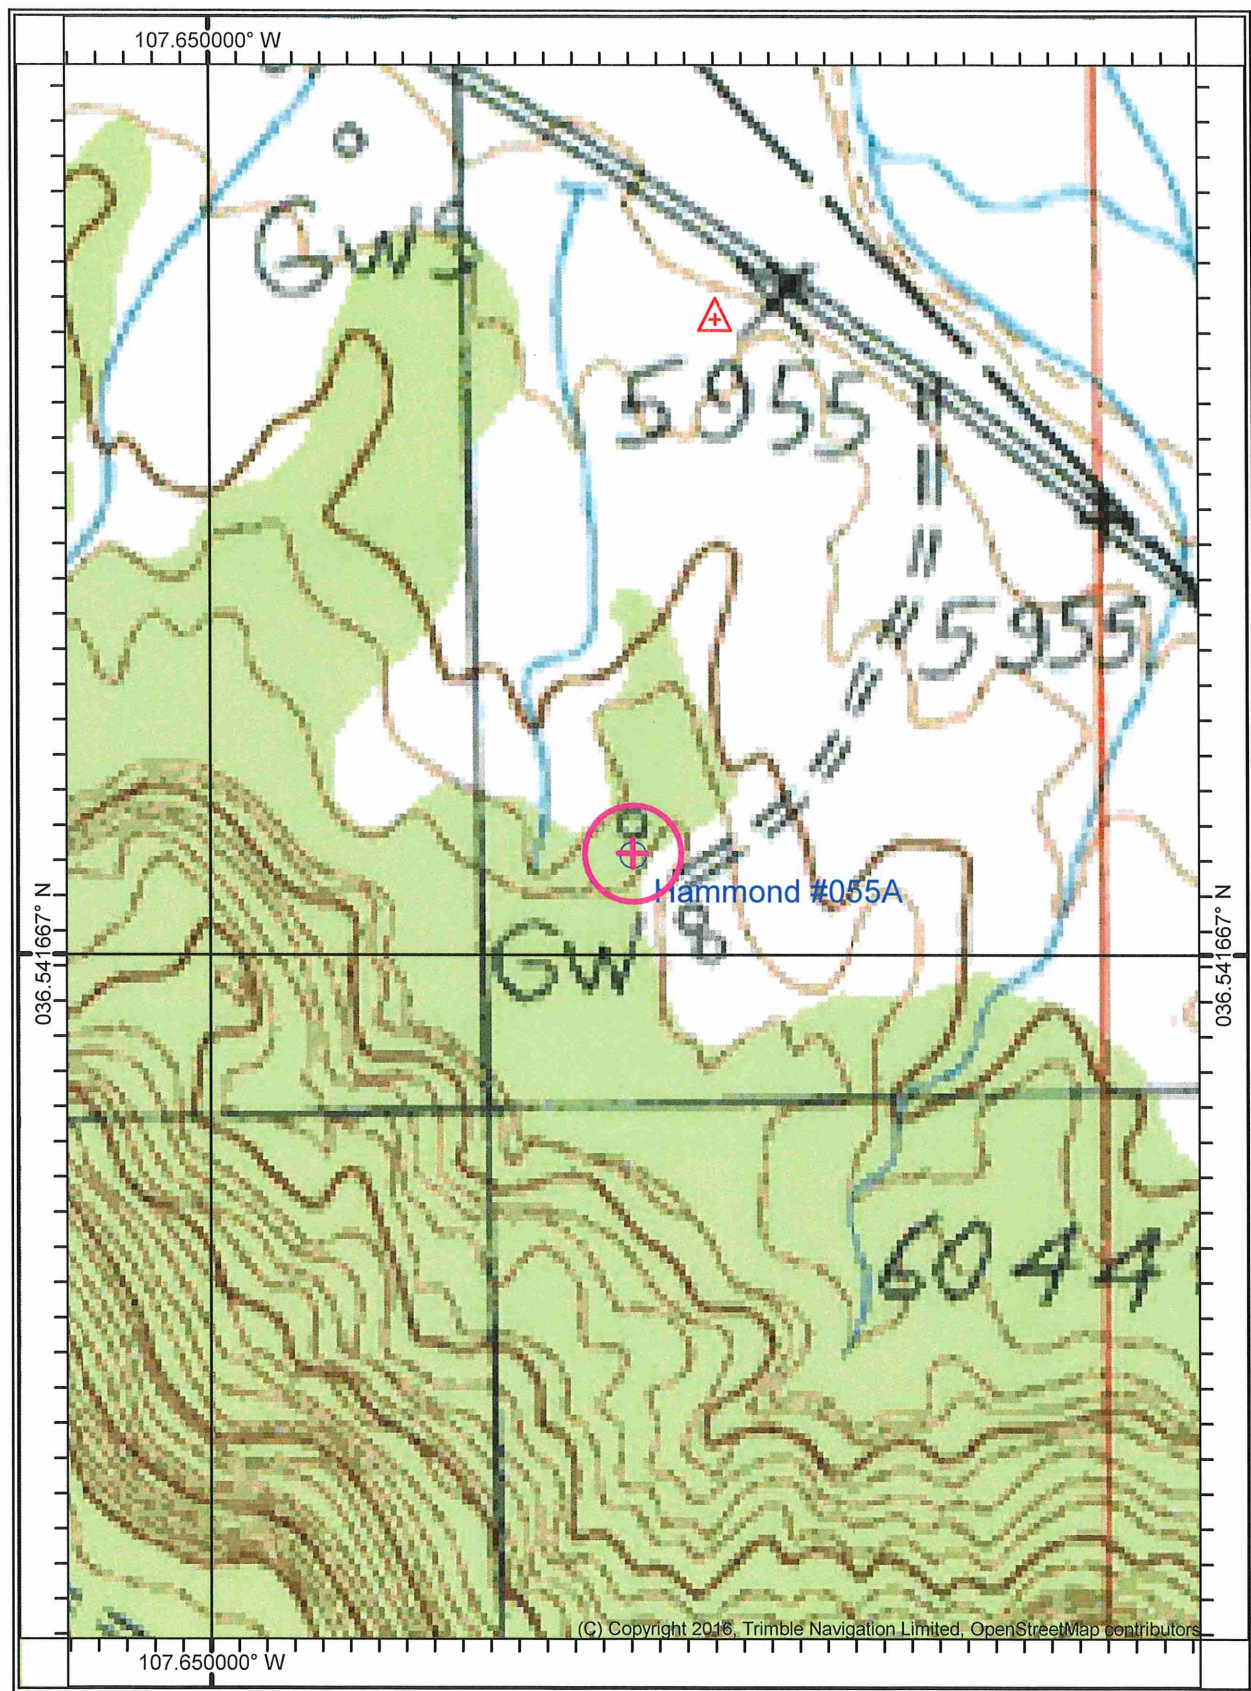 107.650000° W
GWS
5955
5955
Hammond #055A
8
GW
036.541667° N
036.541667° N
6044
(C) Copyright 2016, Trimble Navigation Limited, OpenStreetMap contributors
107.650000° W